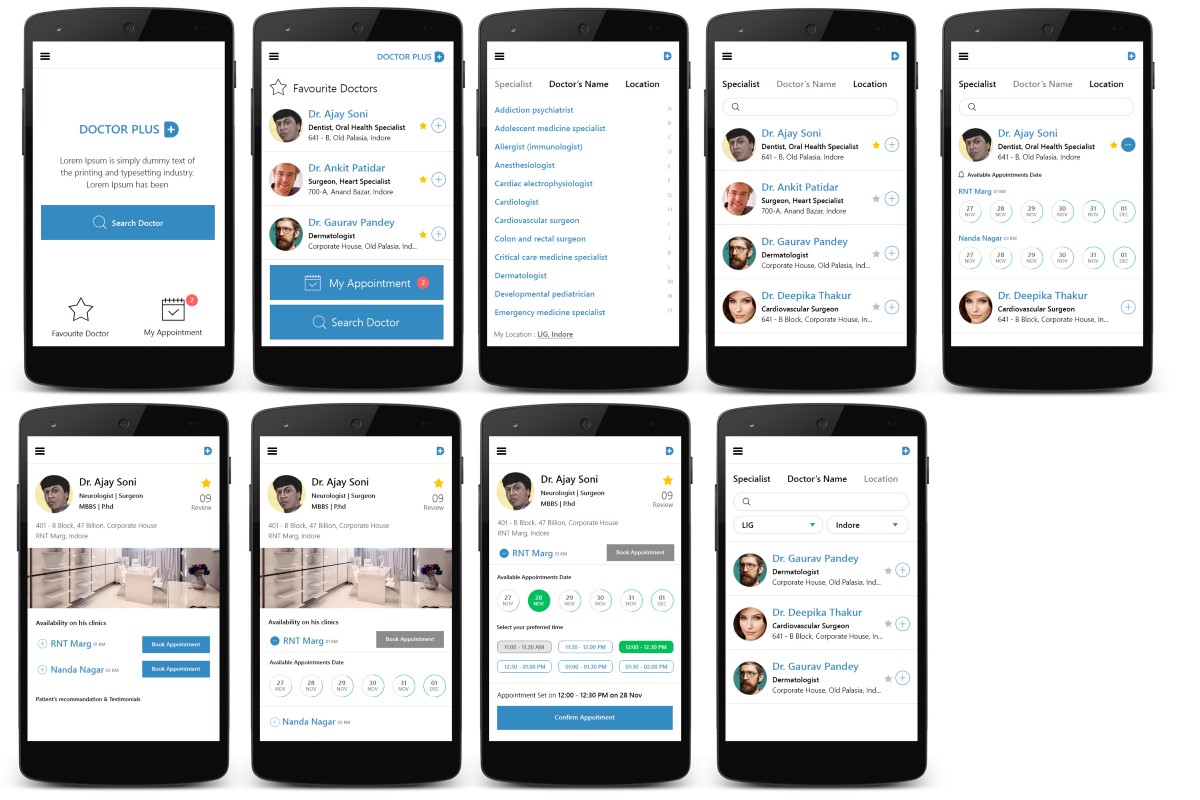 DOCTOR PLUS
Lorem Ipsum is simply dummy text of
the printing and typesetting industry.
Lorem Ipsum has been
Search Doctor
2
Favourite Doctor
My Appointment
DOCTOR PLUS
Favourite Doctors
Dr. Ajay Soni
Dentist, Oral Health Specialist
641 - B, Old Palasia, Indore
Dr. Ankit Patidar
Surgeon, Heart Specialist
700-A, Anand Bazar, Indore
Dr. Gaurav Pandey
Dermatologist
Corporate House, Old Palasia, Ind...
My Appointment 2
Search Doctor
Specialist Doctor's Name Location
Addiction psychiatrist
Adolescent medicine specialist
Allergist (immunologist)
Anesthesiologist
Cardiac electrophysiologist
Cardiologist
Cardiovascular surgeon
Colon and rectal surgeon
Critical care medicine specialist
Dermatologist
Developmental pediatrician
Emergency medicine specialist
A
B
C
D
E
F
G
H
I
J
K
L
M
N
O
My Location : LIG, Indore
Specialist Doctor's Name Location
Dr. Ajay Soni
Dentist, Oral Health Specialist
641 - B, Old Palasia, Indore
Dr. Ankit Patidar
Surgeon, Heart Specialist
700-A, Anand Bazar, Indore
Dr. Gaurav Pandey
Dermatologist
Corporate House, Old Palasia, Ind...
Dr. Deepika Thakur
Cardiovascular Surgeon
641 - B Block, Corporate House, In...
Specialist Doctor's Name Location
Dr. Ajay Soni
Dentist, Oral Health Specialist
641 - B, Old Palasia, Indore
Available Appointments Date
RNT Marg 01 KM
27 28 29 30 31 01
NOV NOV NOV NOV NOV DEC
Nanda Nagar 03 KM
27 28 29 30 31 01
NOV NOV NOV NOV NOV DEC
Dr. Deepika Thakur
Cardiovascular Surgeon
641 - B Block, Corporate House, In...
Dr. Ajay Soni
Neurologist | Surgeon
MBBS | P.hd
09
Review
401 - B Block, 47 Billion, Corporate House
RNT Marg, Indore
Availability on his clinics
RNT Marg 01 KM Book Appointment
Nanda Nagar 03 KM Book Appointment
Patient's recommandation & Testimonials
Dr. Ajay Soni
Neurologist | Surgeon
MBBS | P.hd
09
Review
401 - B Block, 47 Billion, Corporate House
RNT Marg, Indore
Availability on his clinics
RNT Marg 01 KM Book Appointment
Available Appointments Date
27 28 29 30 31 01
NOV NOV NOV NOV NOV DEC
Nanda Nagar 03 KM
Dr. Ajay Soni
Neurologist | Surgeon
MBBS | P.hd
09
Review
401 - B Block, 47 Billion, Corporate House
RNT Marg, Indore
RNT Marg 01 KM Book Appointment
Available Appointments Date
27 28 29 30 31 01
NOV NOV NOV NOV NOV DEC
Select your preferred time
11:00 - 11.30 AM 11:30 - 12.00 PM 12:00 - 12.30 PM
12:30 - 01.00 PM 01:00 - 01.30 PM 01:30 - 02.00 PM
Appointment Set on 12:00 - 12:30 PM on 28 Nov
Confirm Appoitment
Specialist Doctor's Name Location
LIG Indore
Dr. Gaurav Pandey
Dermatologist
Corporate House, Old Palasia, Ind...
Dr. Deepika Thakur
Cardiovascular Surgeon
641 - B Block, Corporate House, In...
Dr. Gaurav Pandey
Dermatologist
Corporate House, Old Palasia, Ind...